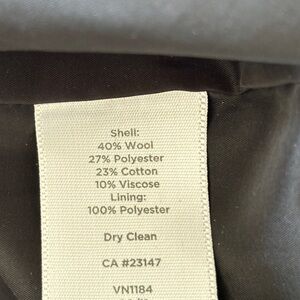 Shell:
40% Wool
27% Polyester
23% Cotton
10% Viscose
Lining:
100% Polyester
Dry Clean
CA #23147
VN1184